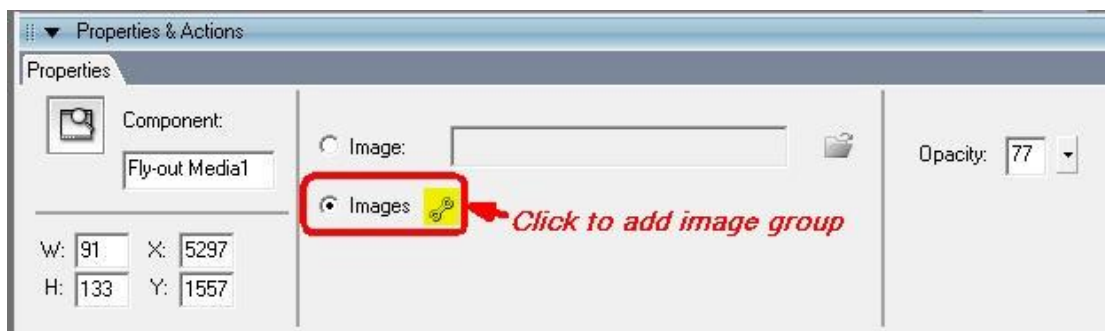 Properties & Actions
Properties
Component:
Fly-out Media1
W: 91 X: 5297
H: 133 Y: 1557
Image:
Images
Click to add image group
Opacity: 77